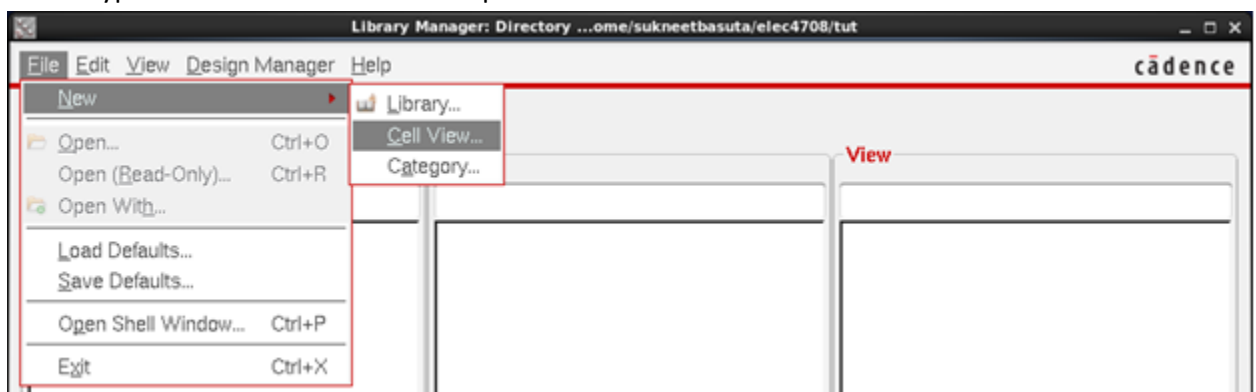 Library Manager: Directory ...ome/sukneetbasuta/elec4708/tut
File Edit View Design Manager Help cādence
New
Library...
Cell View...
Category...
Open... Ctrl+O
Open (Read-Only)... Ctrl+R
Open With...
Load Defaults...
Save Defaults...
Open Shell Window... Ctrl+P
Exit Ctrl+X
View